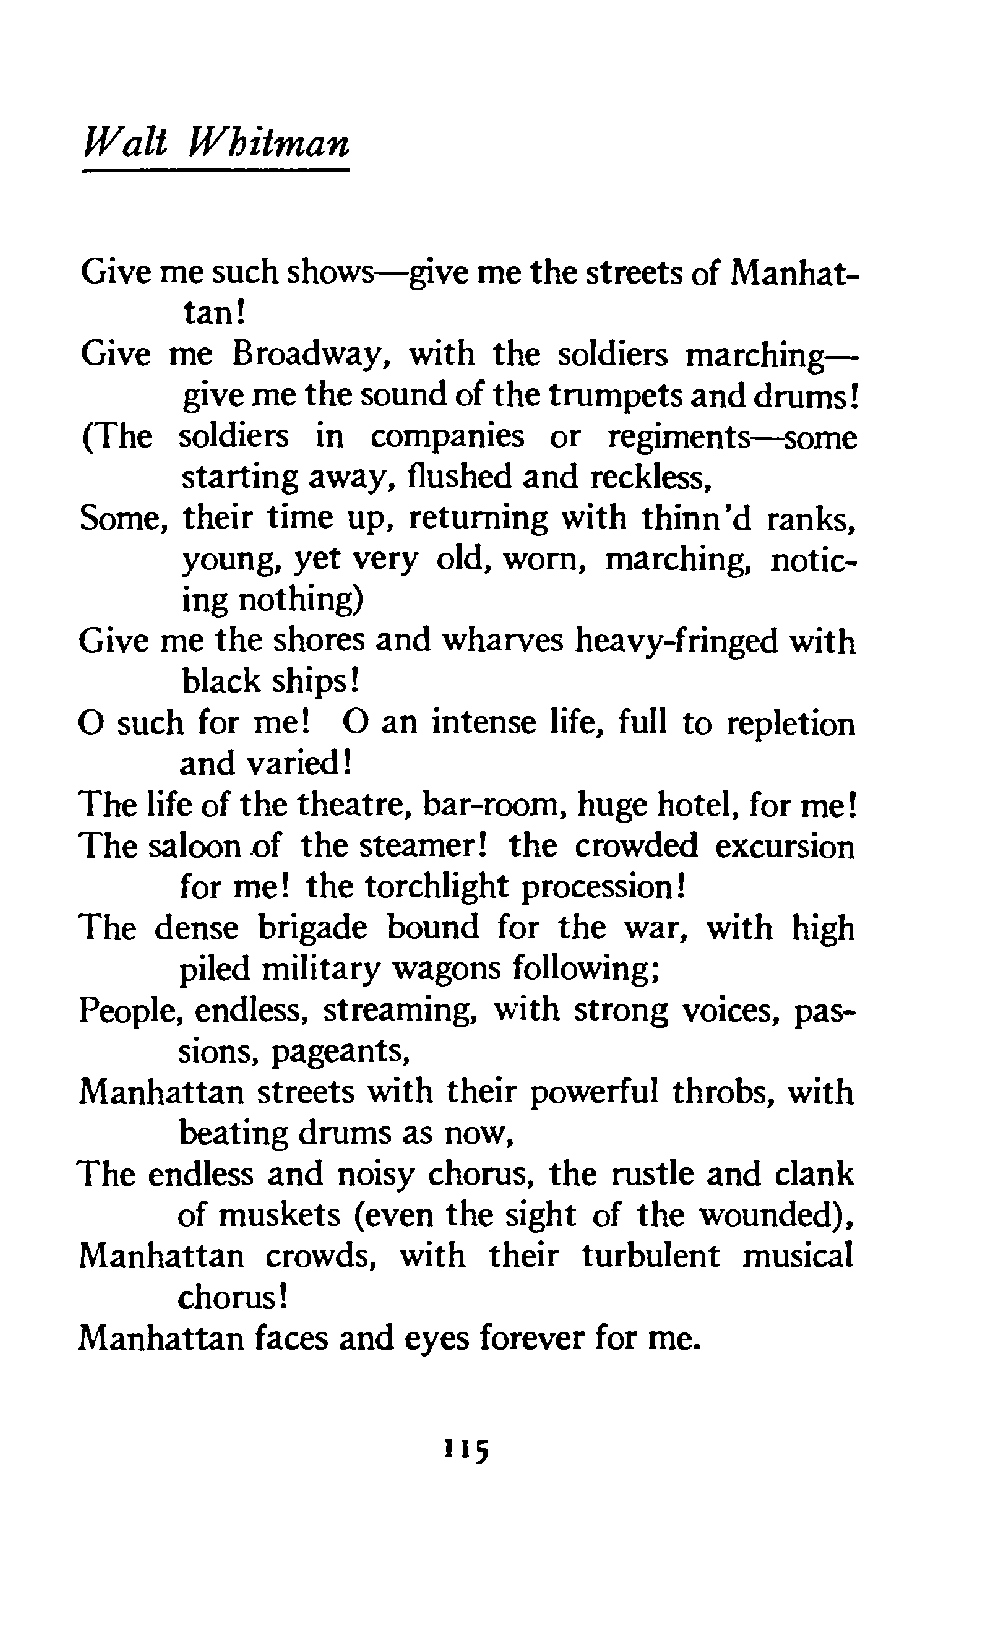 Walt Whitman
Give me such shows—give me the streets of Manhat-
tan!
Give me Broadway, with the soldiers marching—
give me the sound of the trumpets and drums!
(The soldiers in companies or regiments—some
starting away, flushed and reckless,
Some, their time up, returning with thinn'd ranks,
young, yet very old, worn, marching, notic-
ing nothing)
Give me the shores and wharves heavy-fringed with
black ships!
O such for me! O an intense life, full to repletion
and varied!
The life of the theatre, bar-room, huge hotel, for me!
The saloon of the steamer! the crowded excursion
for me! the torchlight procession!
The dense brigade bound for the war, with high
piled military wagons following;
People, endless, streaming, with strong voices, pas-
sions, pageants,
Manhattan streets with their powerful throbs, with
beating drums as now,
The endless and noisy chorus, the rustle and clank
of muskets (even the sight of the wounded),
Manhattan crowds, with their turbulent musical
chorus!
Manhattan faces and eyes forever for me.
115